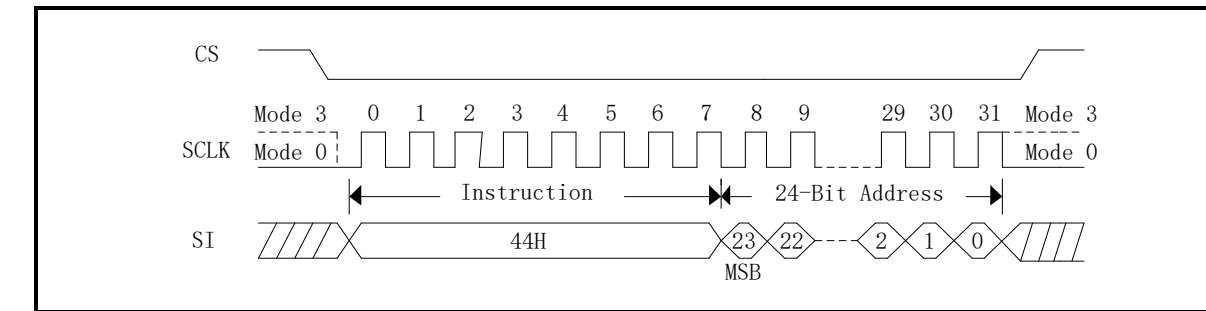 CS
Mode 3 0 1 2 3 4 5 6 7 8 9 29 30 31 Mode 3
SCLK Mode 0 Mode 0
Instruction 24-Bit Address
SI 44H 23 22 2 1 0
MSB